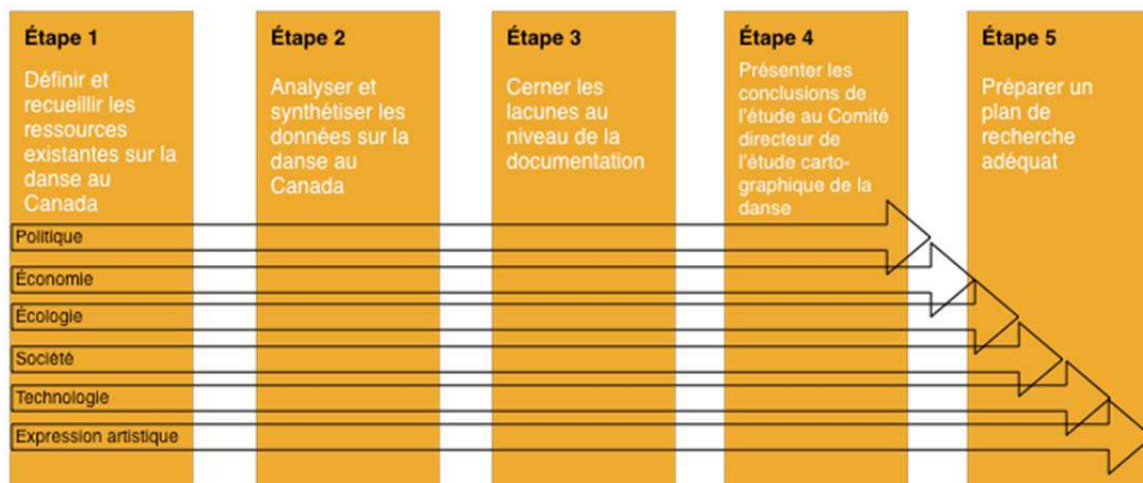 Étape 1
Définir et
recueillir les
ressources
existantes sur la
danse au
Canada
Étape 2
Analyser et
synthétiser les
données sur la
danse au
Canada
Étape 3
Cerner les
lacunes au
niveau de la
documentation
Étape 4
Présenter les
conclusions de
l'étude au Comité
directeur de
l'étude carto-
graphique de la
danse
Étape 5
Préparer un
plan de
recherche
adéquat
Politique
Économie
Écologie
Société
Technologie
Expression artistique